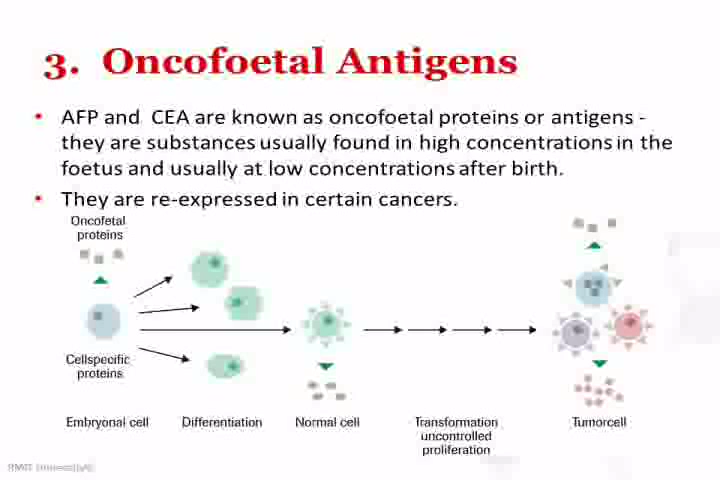 3. Oncofoetal Antigens
• AFP and CEA are known as oncofoetal proteins or antigens -
they are substances usually found in high concentrations in the
foetus and usually at low concentrations after birth.
• They are re-expressed in certain cancers.
Oncofetal
proteins
Cellspecific
proteins
Embryonal cell
Differentiation
Normal cell
Transformation
uncontrolled
proliferation
Tumorcell